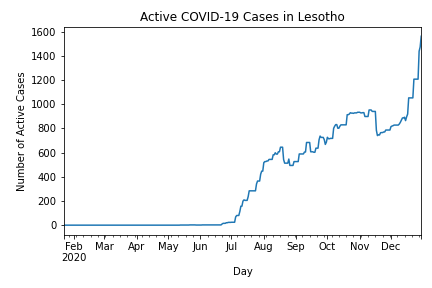 Active COVID-19 Cases in Lesotho
Number of Active Cases
1600
1400
1200
1000
800
600
400
200
0
Feb Mar Apr May Jun Jul Aug Sep Oct Nov Dec
2020
Day